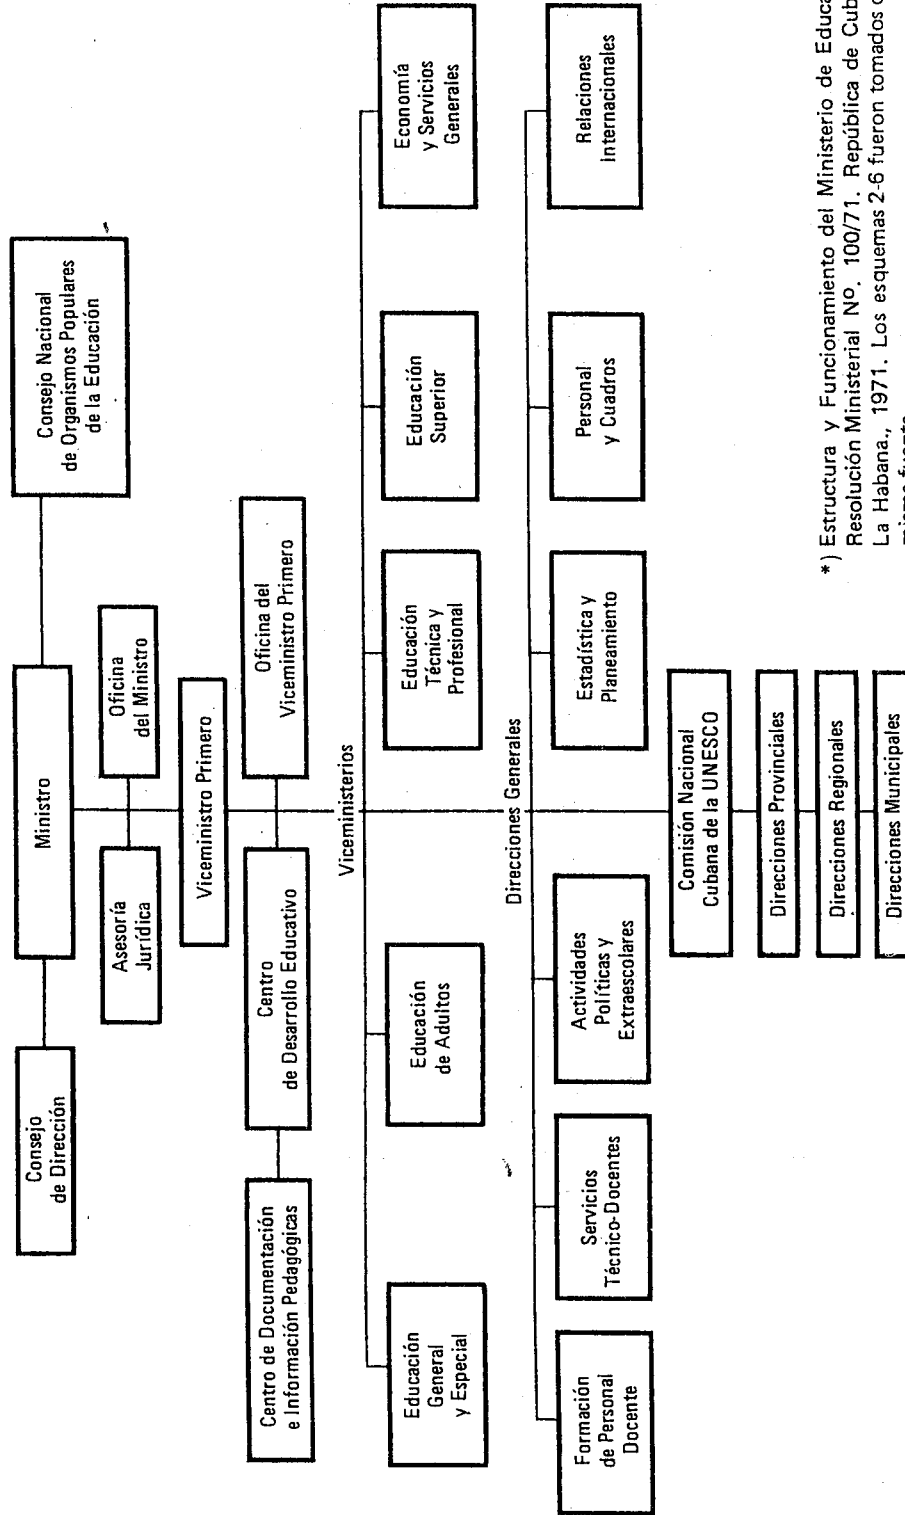 Consejo
de Dirección
Ministro
Consejo Nacional
de Organismos Populares
de la Educación
Asesoría
Jurídica
Oficina
del Ministro
Viceministro Primero
Centro de Documentación
e Información Pedagógicas
Centro
de Desarrollo Educativo
Oficina del
Viceministro Primero
Viceministerios
Educación
General
y Especial
Educación
de Adultos
Educación
Técnica y
Profesional
Educación
Superior
Economía
y Servicios
Generales
Direcciones Generales
Formación
de Personal
Docente
Servicios
Técnico-Docentes
Actividades
Políticas y
Extraescolares
Estadística y
Planeamiento
Personal
y Cuadros
Relaciones
Internacionales
Comisión Nacional
Cubana de la UNESCO
Direcciones Provinciales
Direcciones Regionales
Direcciones Municipales
*) Estructura y Funcionamiento del Ministerio de Educa
Resolución Ministerial Nº. 100/71. República de Cub
La Habana., 1971. Los esquemas 2-6 fueron tomados